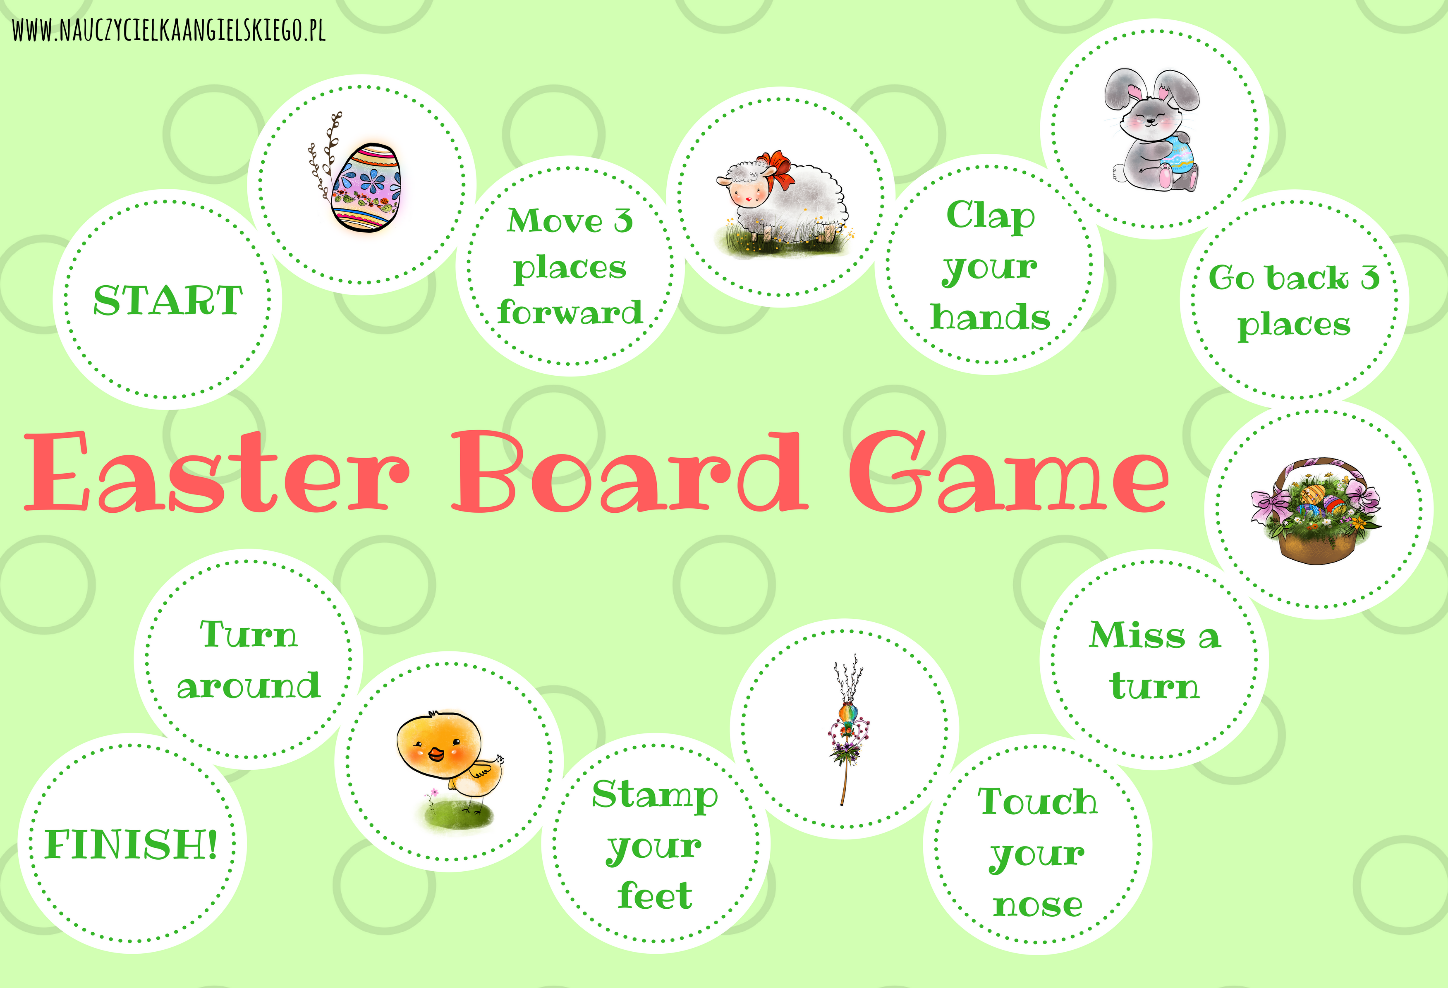 WWW.NAUCZYCIELKAANGIELSKIEGO.PL
START
Move 3
places
forward
Clap
your
hands
Go back 3
places
Easter Board Game
Miss a
turn
Touch
your
nose
Stamp
your
feet
Turn
around
FINISH!